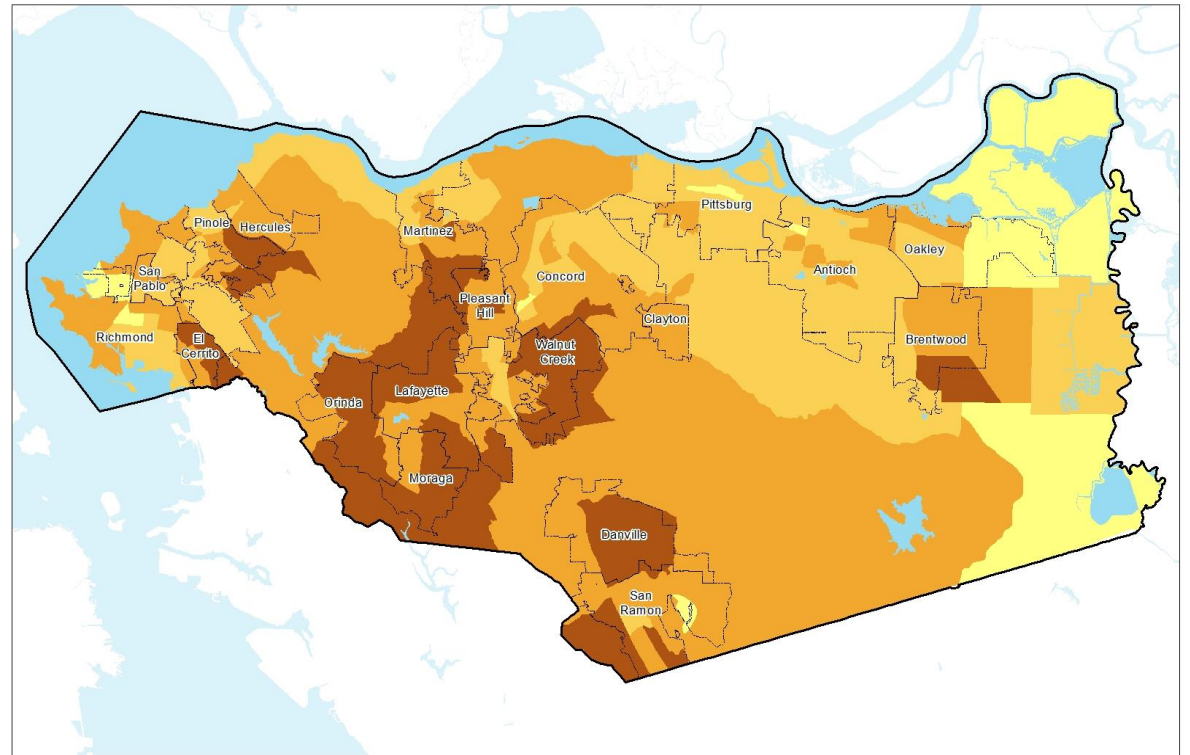 Pinole
Hercules
San
Pablo
Richmond
El
Cerrito
Martinez
Pleasant
Hill
Concord
Clayton
Walnut
Creek
Pittsburg
Antioch
Oakley
Brentwood
Orinda
Lafayette
Moraga
Danville
San
Ramon